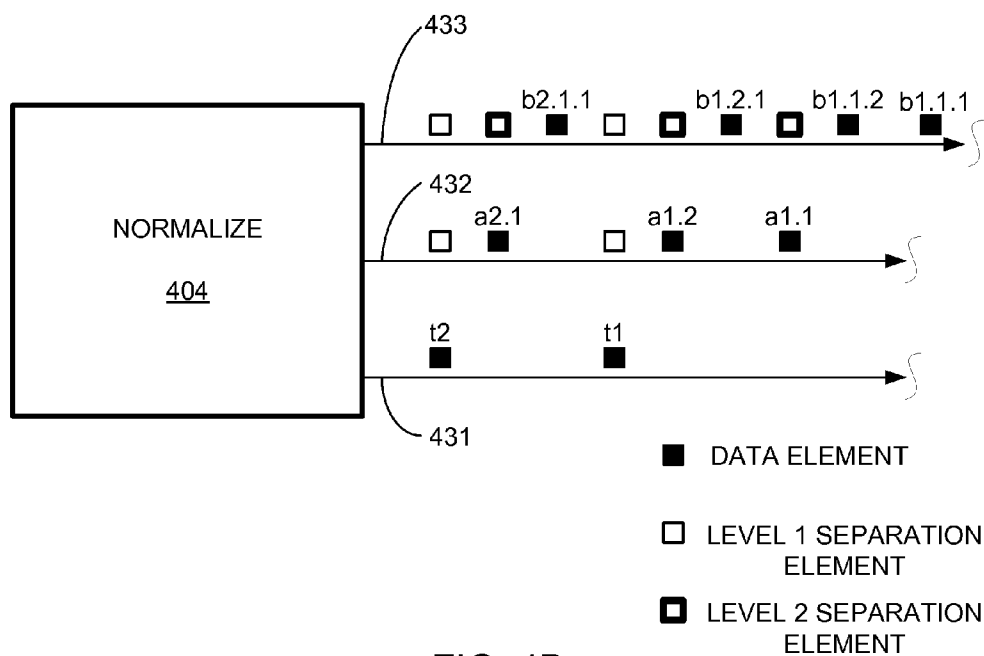 433
b2.1.1 b1.2.1 b1.1.2 b1.1.1
432
NORMALIZE
a2.1 a1.2 a1.1
404
t2 t1
431
DATA ELEMENT
LEVEL 1 SEPARATION
ELEMENT
LEVEL 2 SEPARATION
ELEMENT